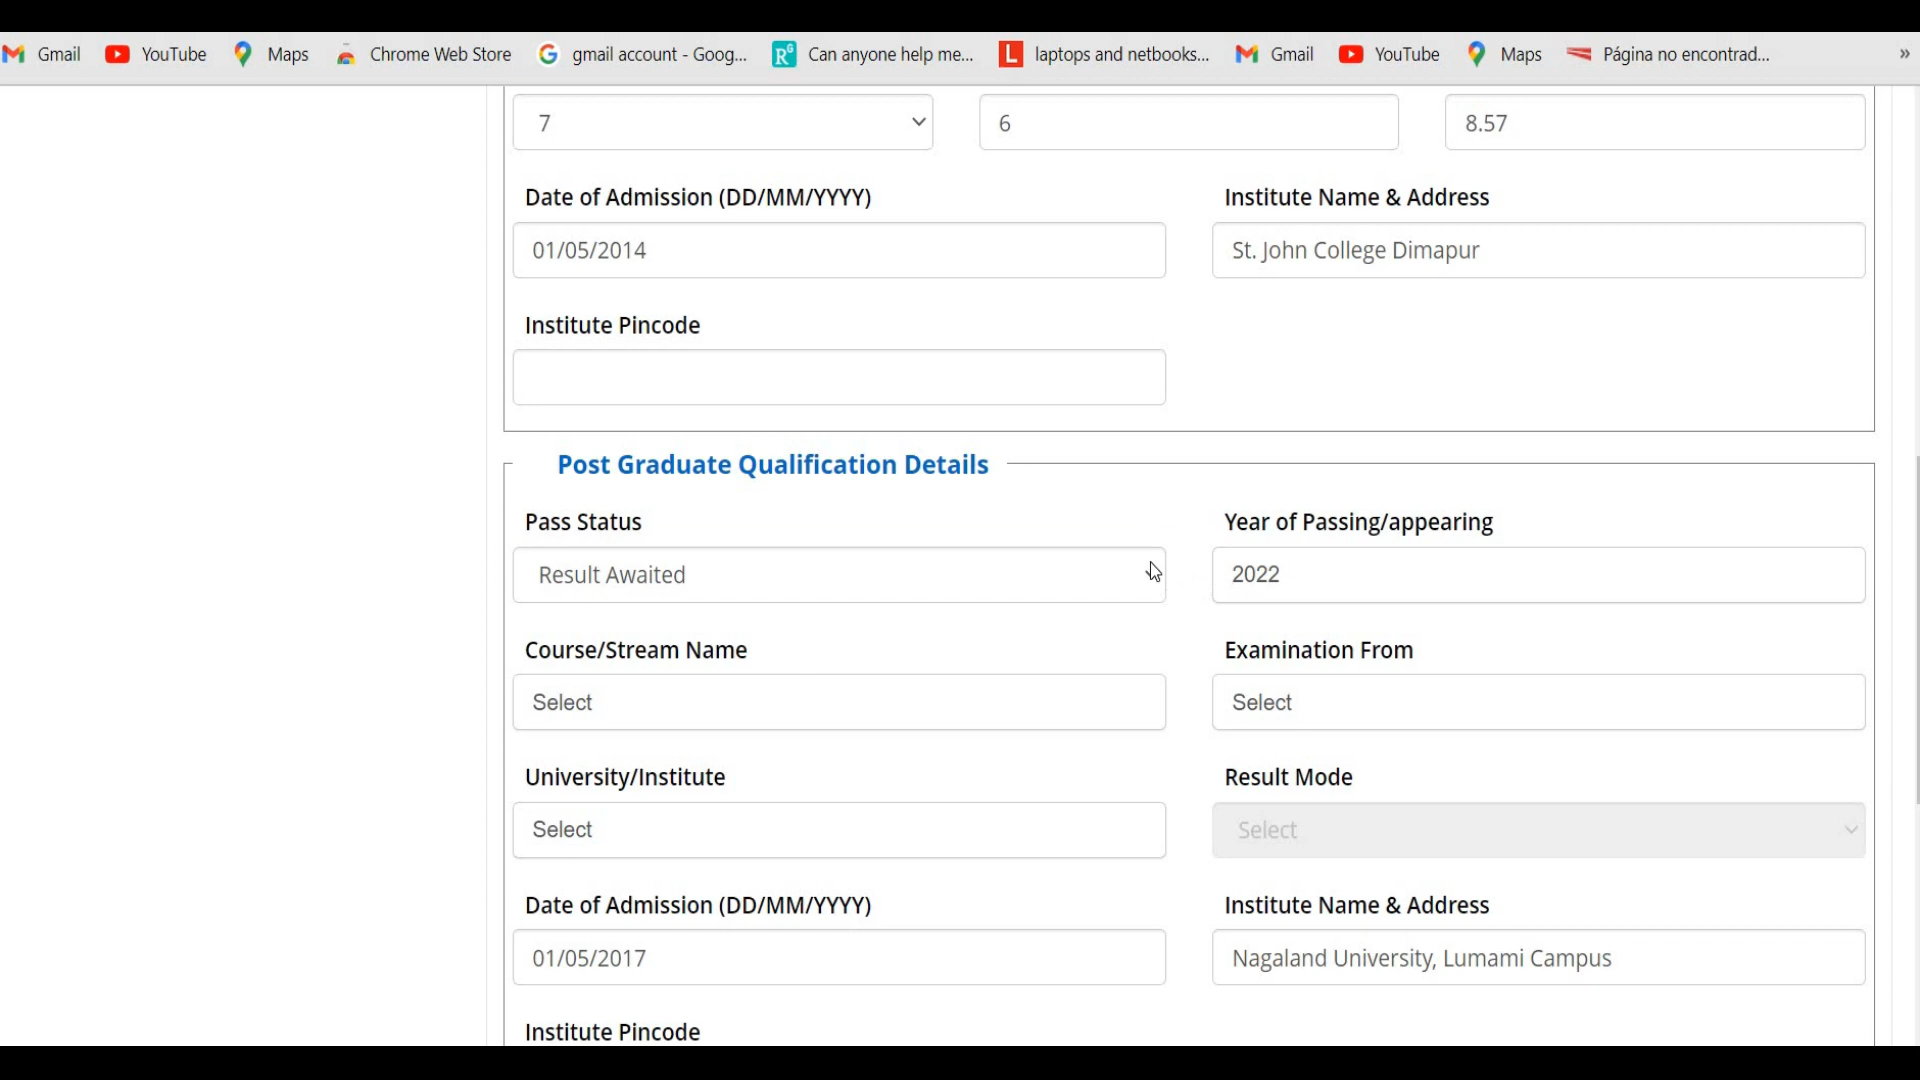 Gmail YouTube Maps Chrome Web Store gmail account - Goog... Can anyone help me... laptops and netbooks... Gmail YouTube Maps Página no encontrad... »
7 6 8.57
Date of Admission (DD/MM/YYYY) Institute Name & Address
01/05/2014 St. John College Dimapur
Institute Pincode
Post Graduate Qualification Details
Pass Status Year of Passing/appearing
Result Awaited 2022
Course/Stream Name Examination From
Select Select
University/Institute Result Mode
Select Select
Date of Admission (DD/MM/YYYY) Institute Name & Address
01/05/2017 Nagaland University, Lumami Campus
Institute Pincode